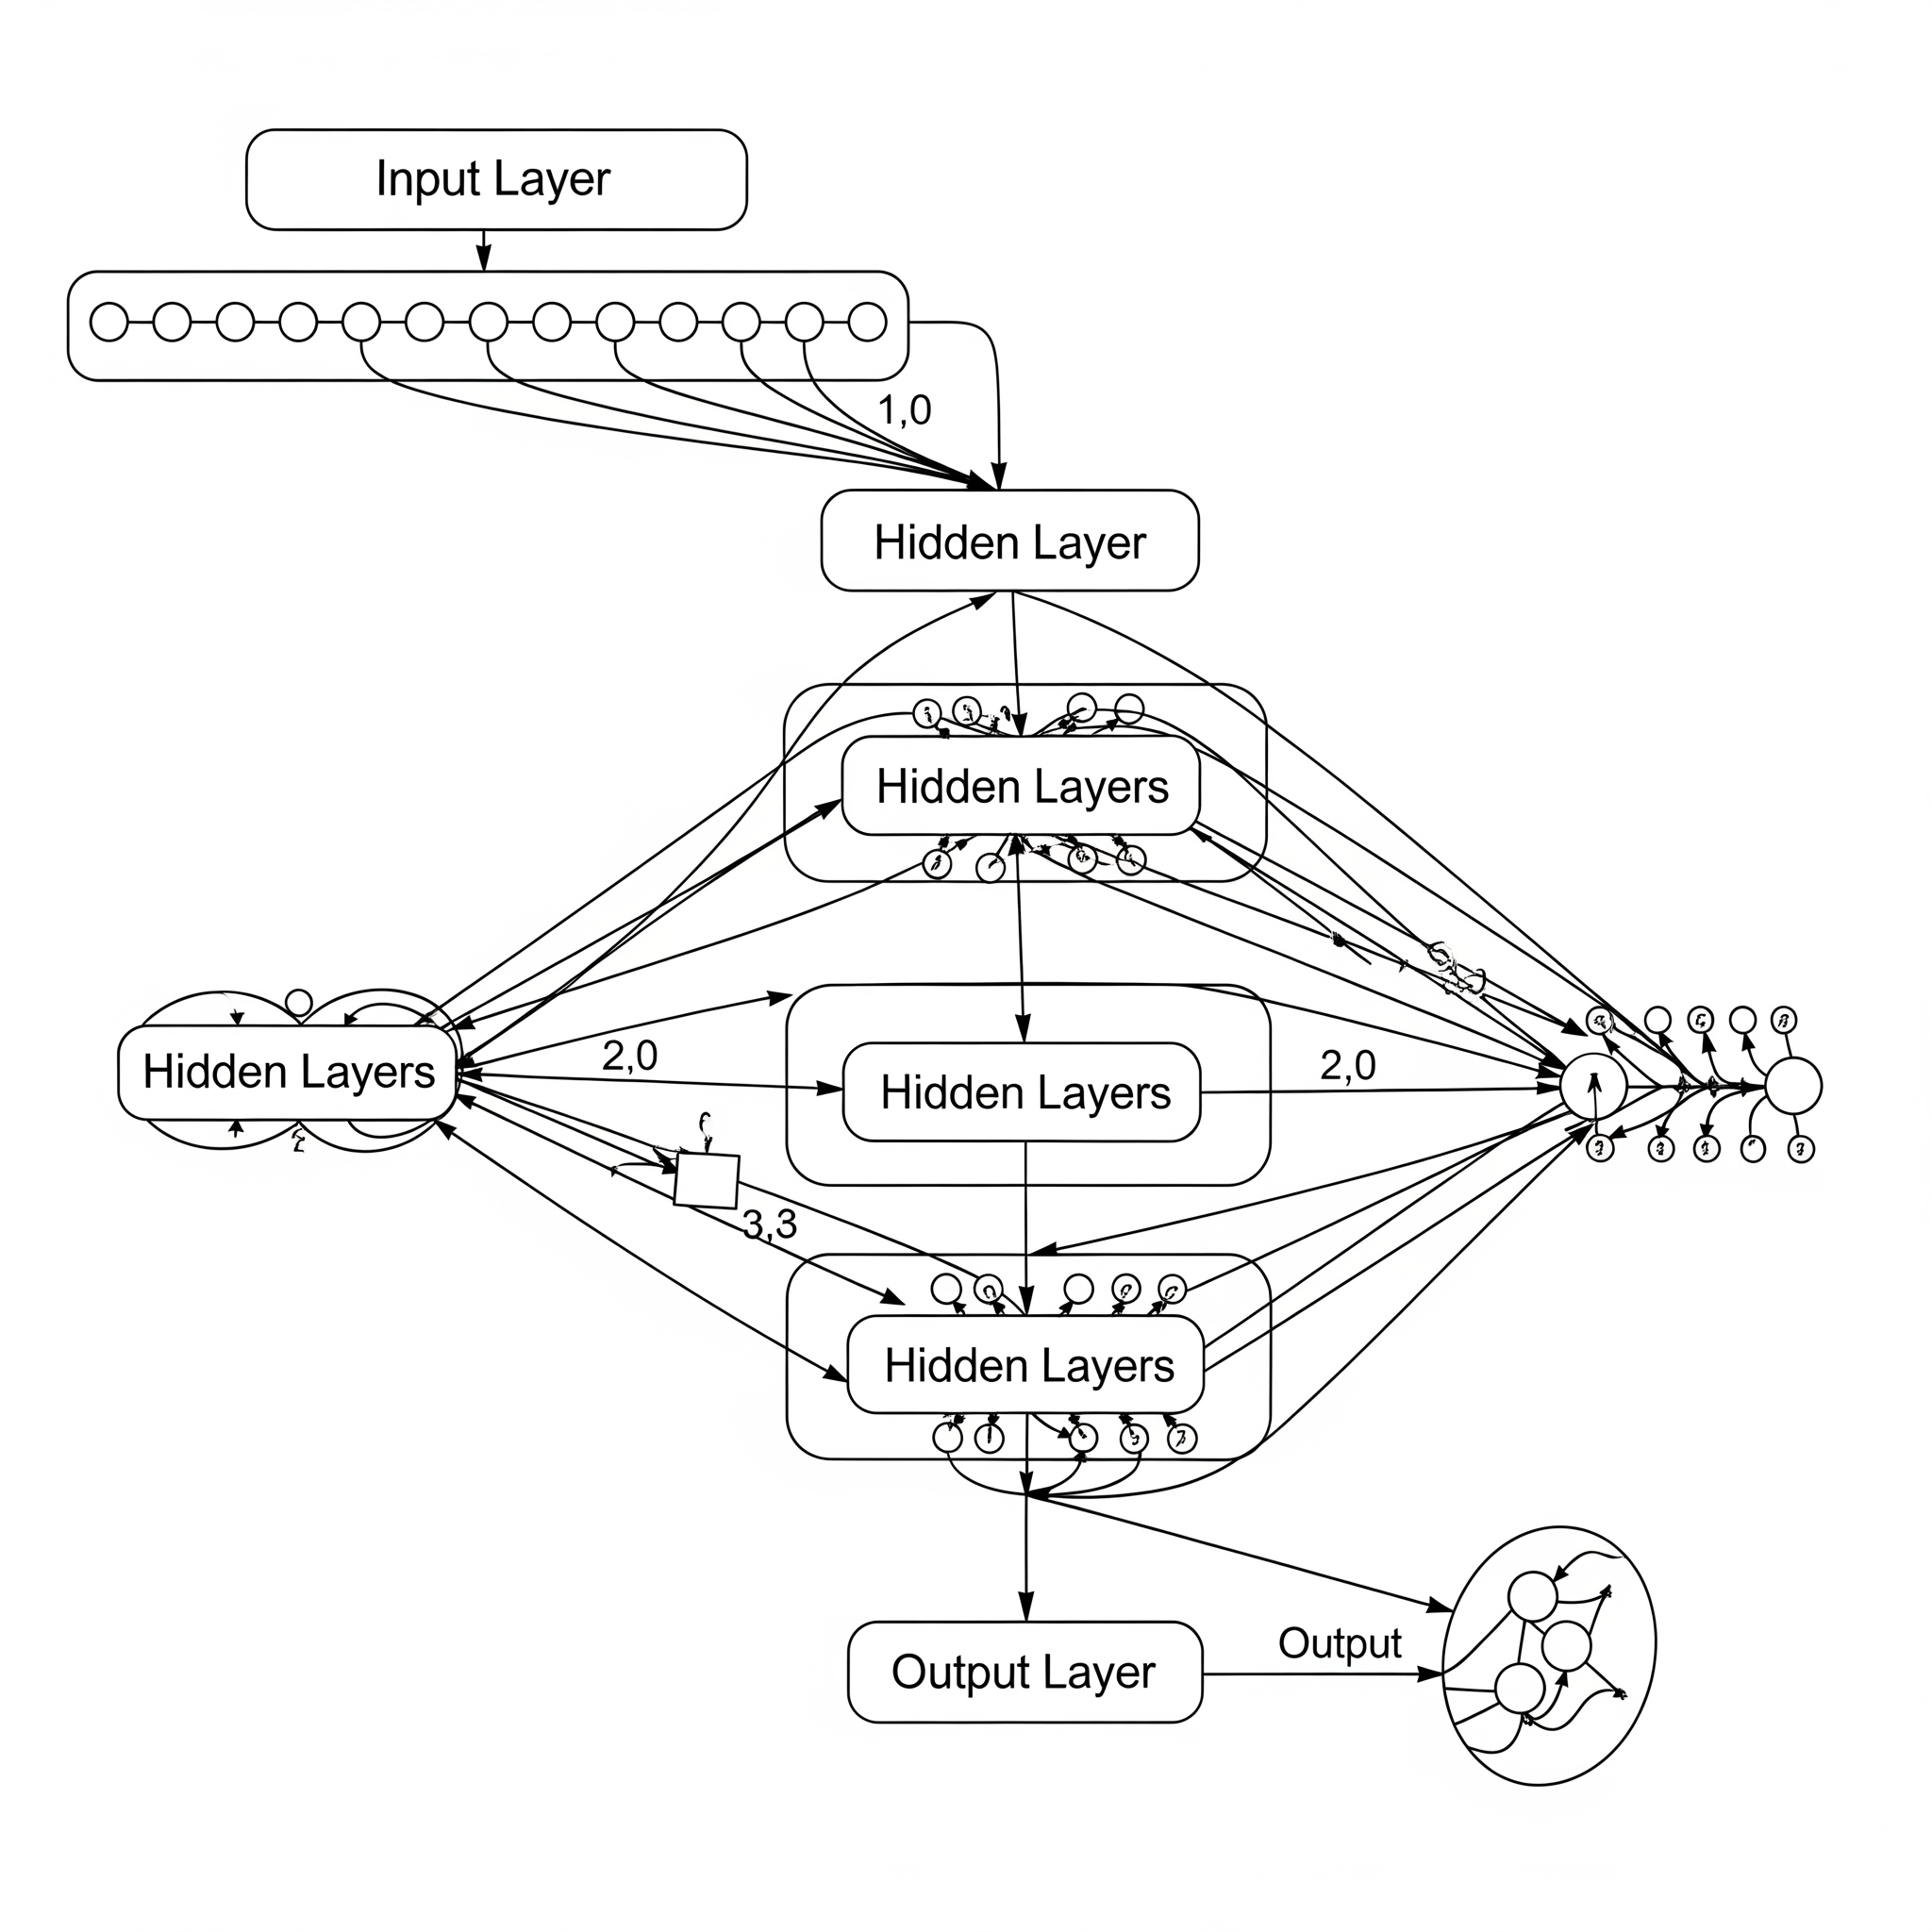 Input Layer
1,0
Hidden Layer
Hidden Layers
Hidden Layers
2,0
Hidden Layers
2,0
3,3
Hidden Layers
Output Layer
Output